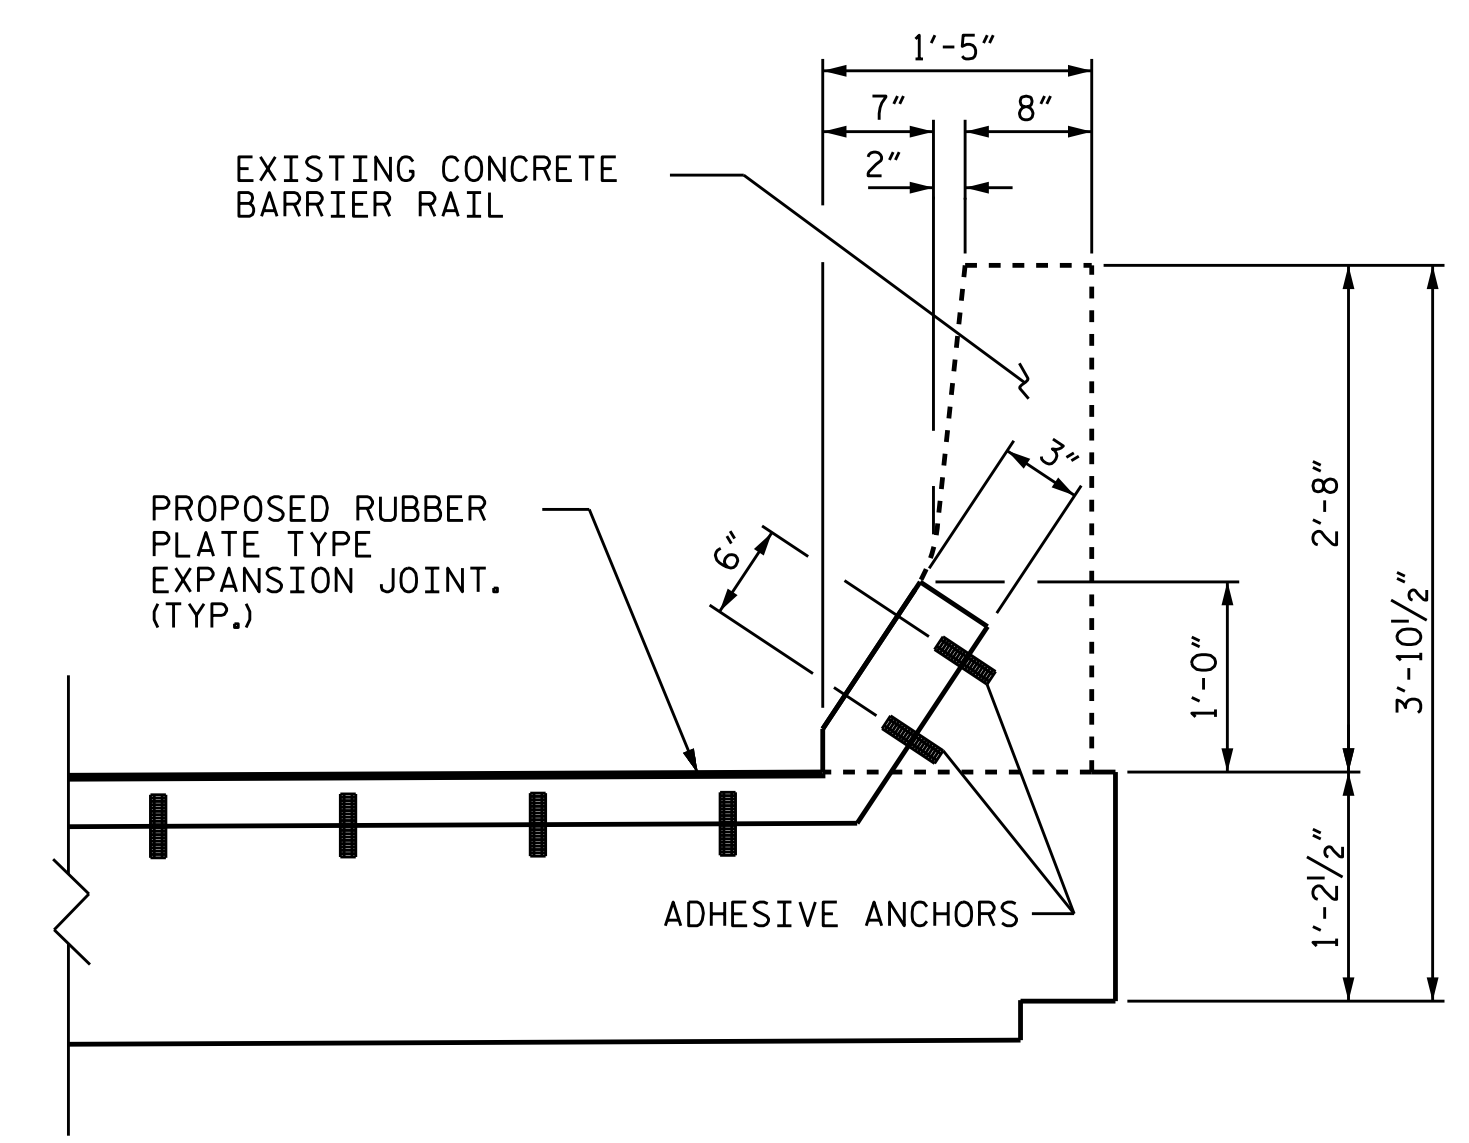 1'-5"
7"
8"
2"
EXISTING CONCRETE
BARRIER RAIL
3"
2'-8"
PROPOSED RUBBER
PLATE TYPE
EXPANSION JOINT.
(TYP.)
6"
3'-10½"
1'-0"
1'-2½"
ADHESIVE ANCHORS